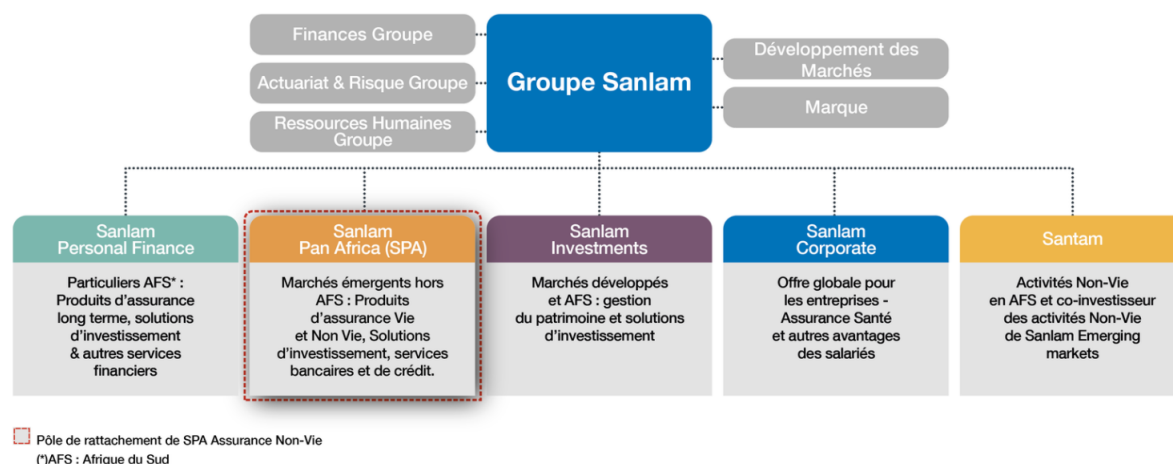 Finances Groupe
Actuariat & Risque Groupe
Ressources Humaines
Groupe
Groupe Sanlam
Développement des
Marchés
Marque
Sanlam
Personal Finance
Particuliers AFS* :
Produits d'assurance
long terme, solutions
d'investissement
& autres services
financiers
Sanlam
Pan Africa (SPA)
Marchés émergents hors
AFS : Produits
d'assurance Vie
et Non Vie, Solutions
d'investissement, services
bancaires et de crédit.
Sanlam
Investments
Marchés développés
et AFS : gestion
du patrimoine et solutions
d'investissement
Sanlam
Corporate
Offre globale pour
les entreprises -
Assurance Santé
et autres avantages
des salariés
Santam
Activités Non-Vie
en AFS et co-investisseur
des activités Non-Vie
de Sanlam Emerging
markets
Pôle de rattachement de SPA Assurance Non-Vie
(*)AFS : Afrique du Sud